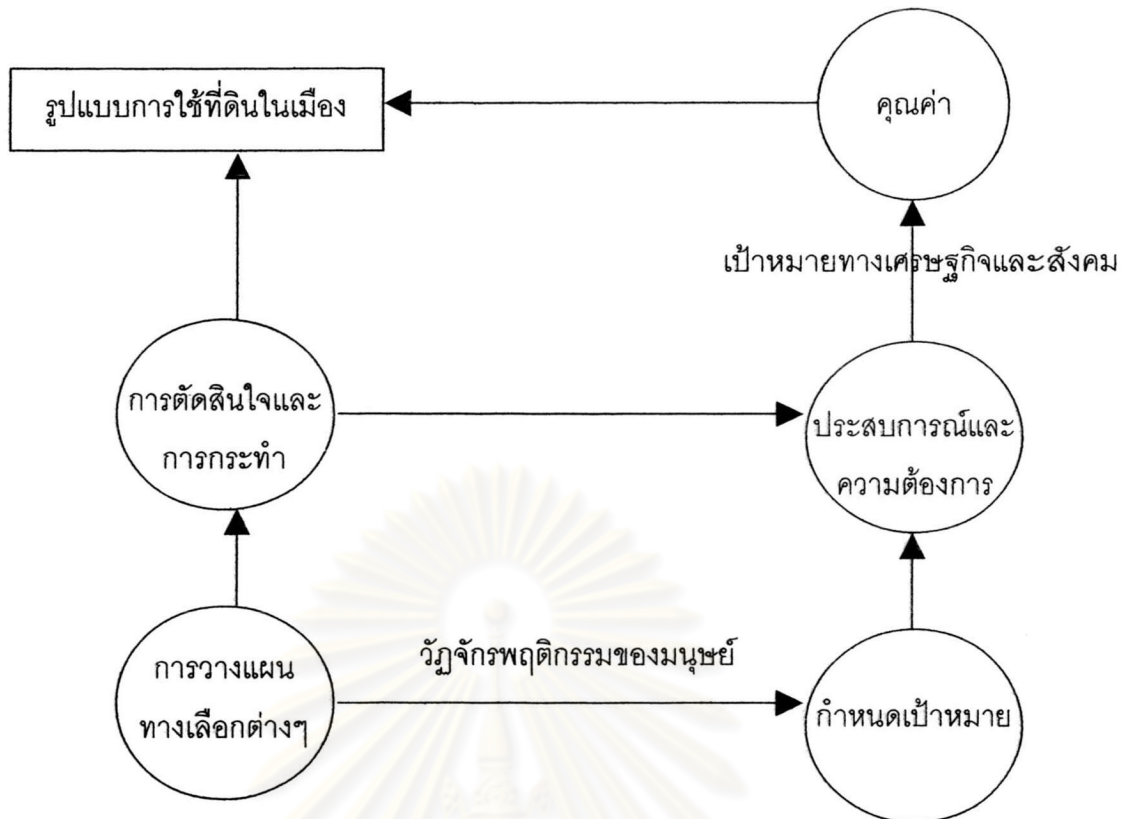 รูปแบบการใช้ที่ดินในเมือง
คุณค่า
เป้าหมายทางเศรษฐกิจและสังคม
การตัดสินใจและ
การกระทำ
ประสบการณ์และ
ความต้องการ
วัฏจักรพฤติกรรมของมนุษย์
การวางแผน
ทางเลือกต่างๆ
กำหนดเป้าหมาย